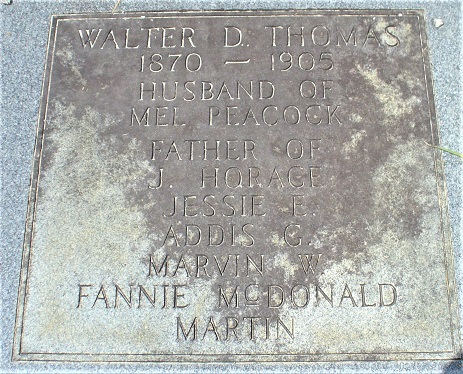 WALTER D. THOMAS
1870 — 1905
HUSBAND OF
MEL PEACOCK
FATHER OF
J. HORACE
JESSIE E.
ADDIS G.
MARVIN W.
FANNIE McDONALD
MARTIN